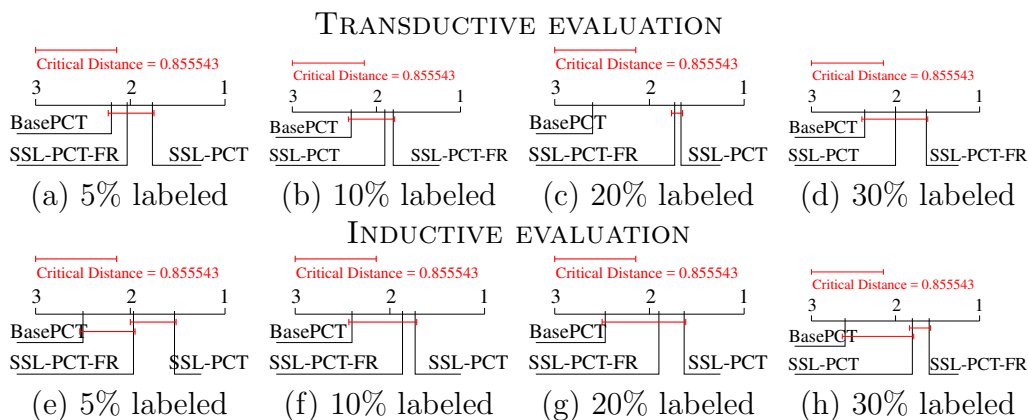 TRANSDUCTIVE EVALUATION
Critical Distance = 0.855543
3 2 1
BasePCT
SSL-PCT-FR SSL-PCT
(a) 5% labeled
Critical Distance = 0.855543
3 2 1
BasePCT
SSL-PCT SSL-PCT-FR
(b) 10% labeled
Critical Distance = 0.855543
3 2 1
BasePCT
SSL-PCT-FR SSL-PCT
(c) 20% labeled
Critical Distance = 0.855543
3 2 1
BasePCT
SSL-PCT SSL-PCT-FR
(d) 30% labeled
INDUCTIVE EVALUATION
Critical Distance = 0.855543
3 2 1
BasePCT
SSL-PCT-FR SSL-PCT
(e) 5% labeled
Critical Distance = 0.855543
3 2 1
BasePCT
SSL-PCT-FR SSL-PCT
(f) 10% labeled
Critical Distance = 0.855543
3 2 1
BasePCT
SSL-PCT-FR SSL-PCT
(g) 20% labeled
Critical Distance = 0.855543
3 2 1
BasePCT
SSL-PCT SSL-PCT-FR
(h) 30% labeled